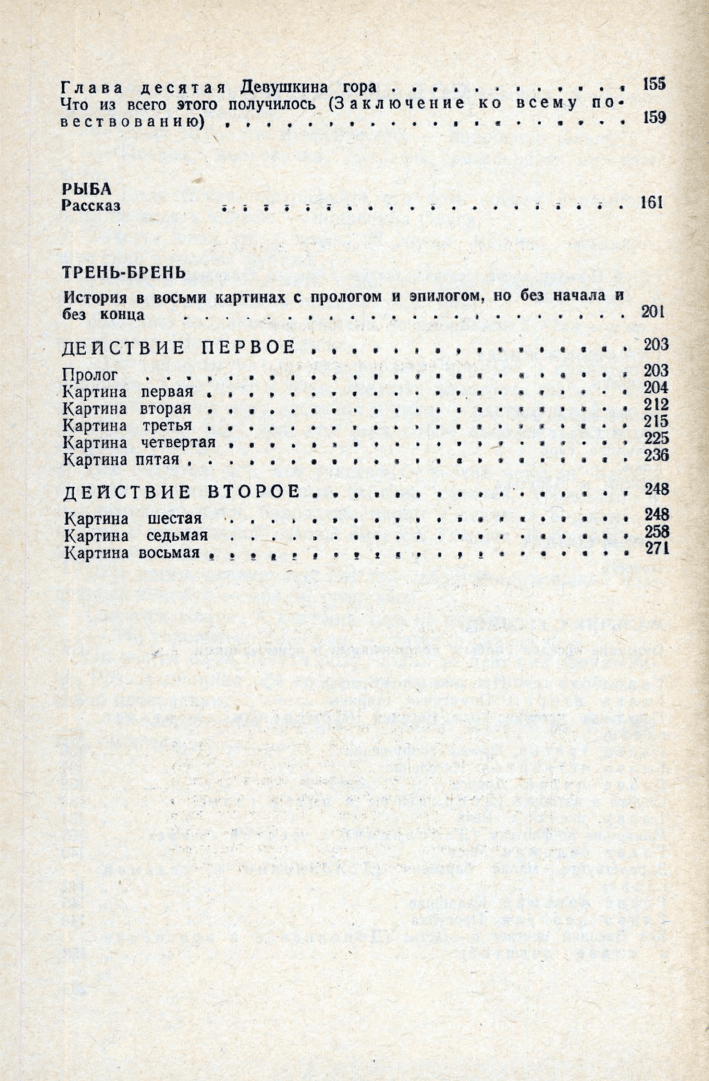 Глава десятая Девушкина гора . . . . . . . . . . . . 155
Что из всего этого получилось (Заключение ко всему по-
вествованию) . . . . . . . . . . . . . . . . . . . . 159
РЫБА
Рассказ . . . . . . . . . . . . . . . . . . . . 161
ТРЕНЬ-БРЕНЬ
История в восьми картинах с прологом и эпилогом, но без начала и
без конца . . . . . . . . . . . . . . . . . . . . . 201
ДЕЙСТВИЕ ПЕРВОЕ . . . . . . . . . . . . . . . . 203
Пролог . . . . . . . . . . . . . . . . . . . . . . . . 203
Картина первая . . . . . . . . . . . . . . . . . . . . . 204
Картина вторая . . . . . . . . . . . . . . . . . . . . . 212
Картина третья . . . . . . . . . . . . . . . . . . . . . 215
Картина четвертая . . . . . . . . . . . . . . . . . . . . 225
Картина пятая . . . . . . . . . . . . . . . . . . . . . . 236
ДЕЙСТВИЕ ВТОРОЕ . . . . . . . . . . . . . . . . 248
Картина шестая . . . . . . . . . . . . . . . . . . . . 248
Картина седьмая . . . . . . . . . . . . . . . . . . . . 258
Картина восьмая . . . . . . . . . . . . . . . . . . . . . 271